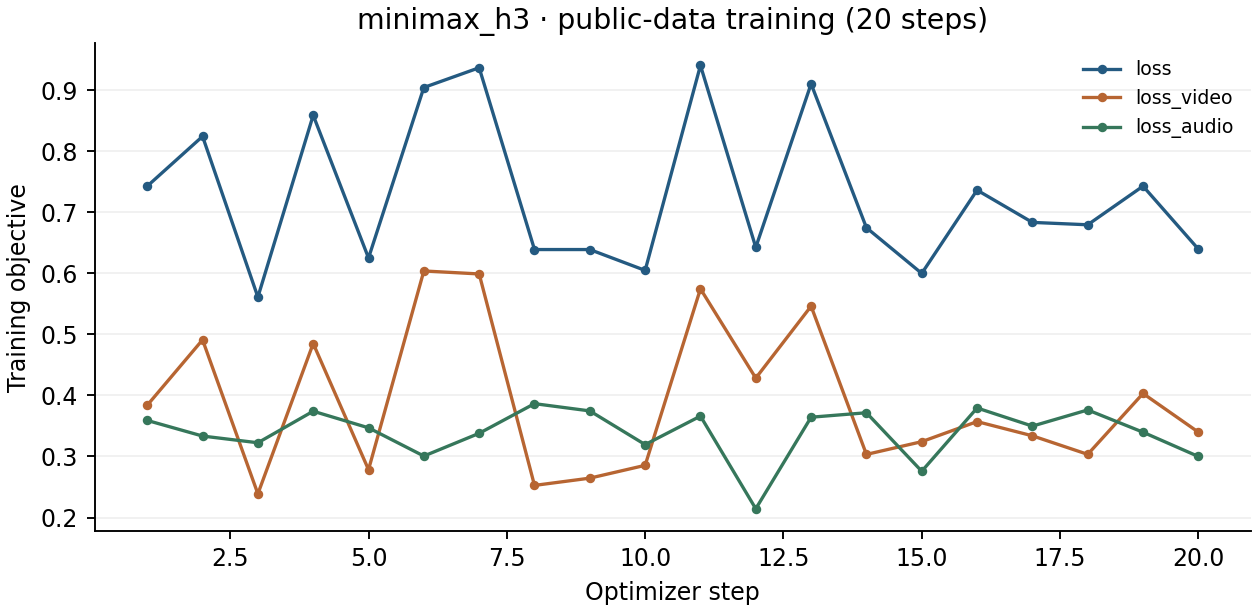 minimax_h3 · public-data training (20 steps)
loss
loss_video
loss_audio
Training objective
0.9
0.8
0.7
0.6
0.5
0.4
0.3
0.2
2.5 5.0 7.5 10.0 12.5 15.0 17.5 20.0
Optimizer step